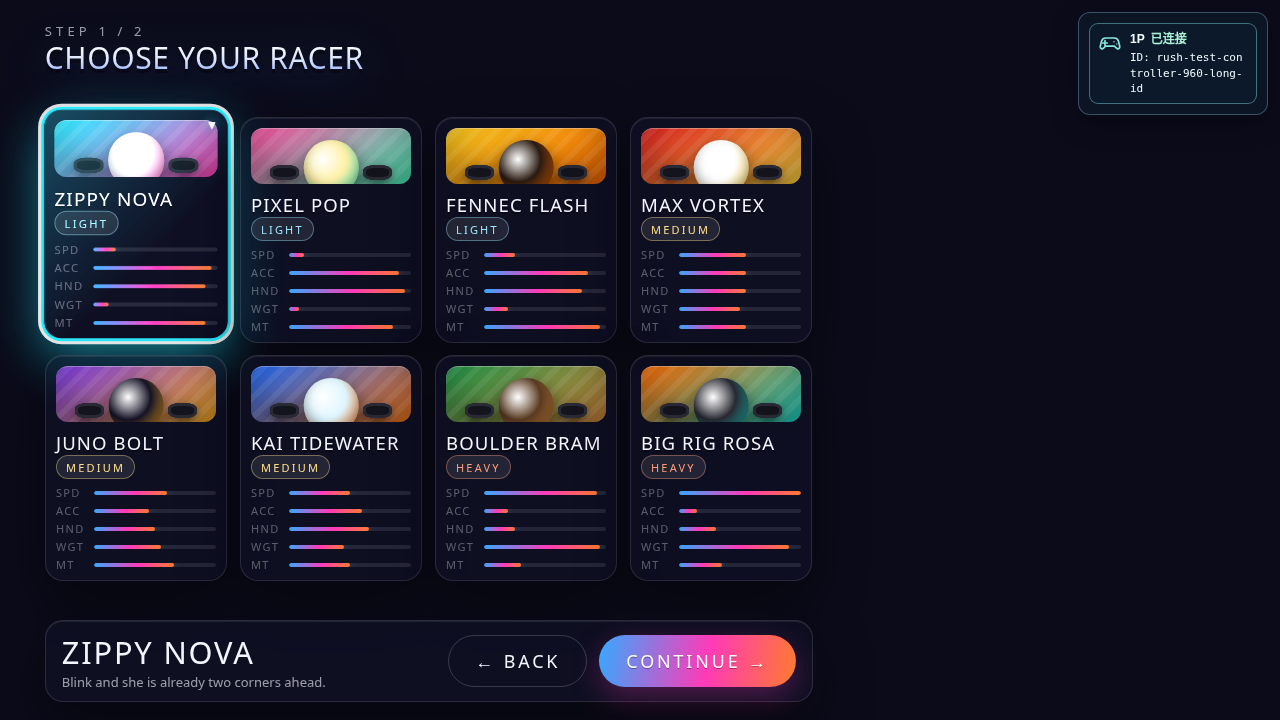 STEP 1 / 2
CHOOSE YOUR RACER
1P 已连接
ID: rush-test-con
troller-960-long-
id
ZIPPY NOVA
LIGHT
SPD
ACC
HND
WGT
MT
PIXEL POP
LIGHT
SPD
ACC
HND
WGT
MT
FENNEC FLASH
LIGHT
SPD
ACC
HND
WGT
MT
MAX VORTEX
MEDIUM
SPD
ACC
HND
WGT
MT
JUNO BOLT
MEDIUM
SPD
ACC
HND
WGT
MT
KAI TIDEWATER
MEDIUM
SPD
ACC
HND
WGT
MT
BOULDER BRAM
HEAVY
SPD
ACC
HND
WGT
MT
BIG RIG ROSA
HEAVY
SPD
ACC
HND
WGT
MT
ZIPPY NOVA
Blink and she is already two corners ahead.
← BACK
CONTINUE →